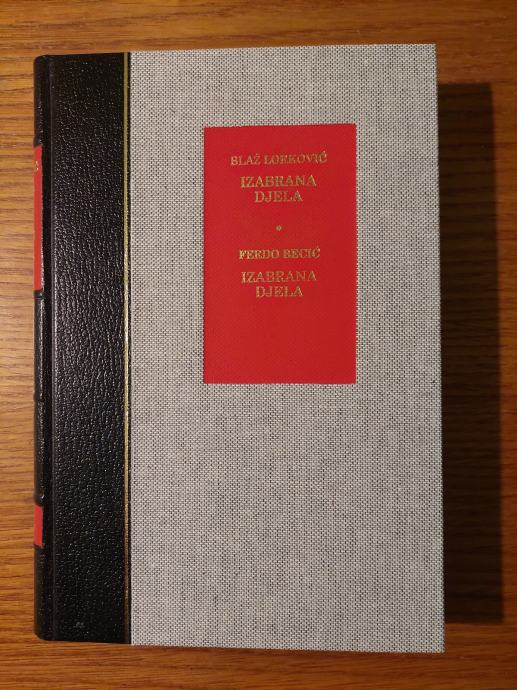 BLAŽ LORKOVIĆ
IZABRANA
DJELA
*
FERDO BECIĆ
IZABRANA
DJELA